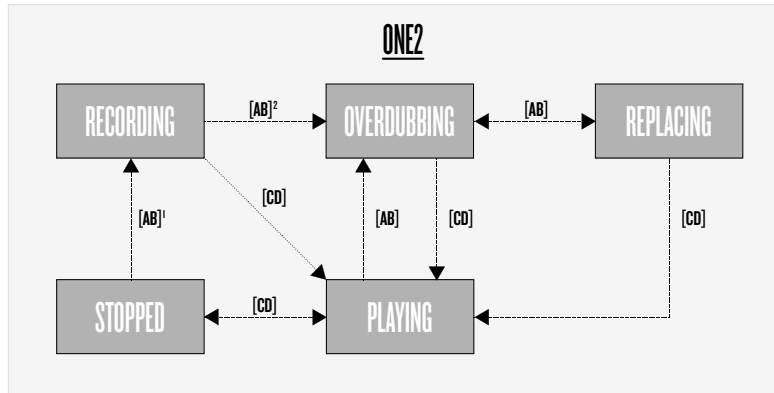 ONE2
RECORDING [AB]² OVERDUBBING [AB] REPLACING
[CD]
[AB]¹ [AB] [CD] [CD]
STOPPED [CD] PLAYING